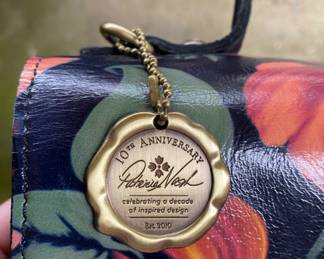 10TH ANNIVERSARY
Patricia Nash
celebrating a decade
of inspired design
Est. 2010